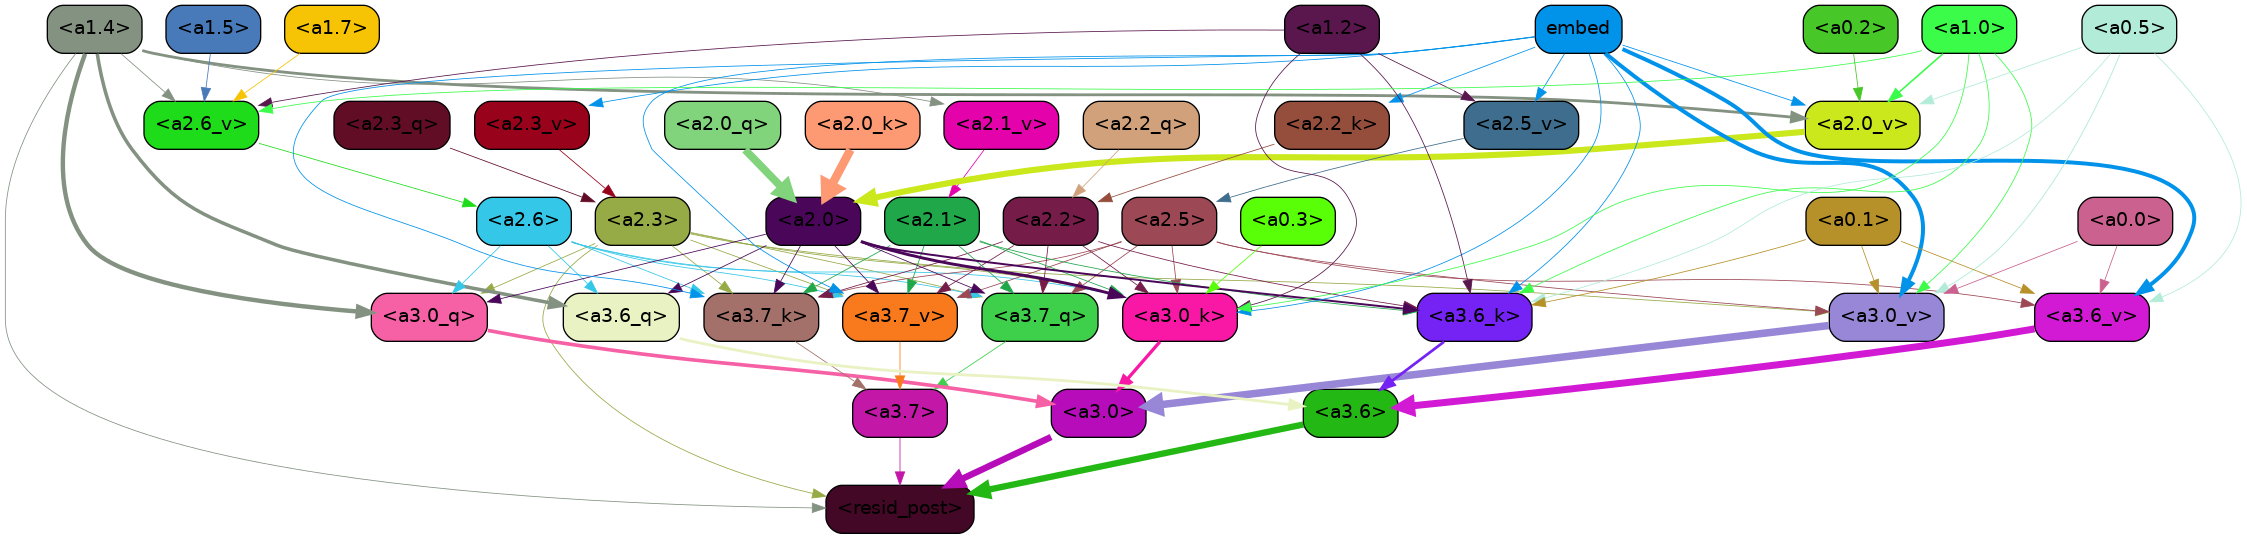 <a1.4> <a1.5> <a1.7> <a1.2> embed <a0.2> <a1.0> <a0.5>
<a2.6_v> <a2.3_q> <a2.3_v> <a2.0_q> <a2.0_k> <a2.1_v> <a2.2_q> <a2.2_k> <a2.5_v> <a2.0_v>
<a2.6> <a2.3> <a2.0> <a2.1> <a2.2> <a2.5> <a0.3> <a0.1> <a0.0>
<a3.0_q> <a3.6_q> <a3.7_k> <a3.7_v> <a3.7_q> <a3.0_k> <a3.6_k> <a3.0_v> <a3.6_v>
<a3.7> <a3.0> <a3.6>
<resid_post>